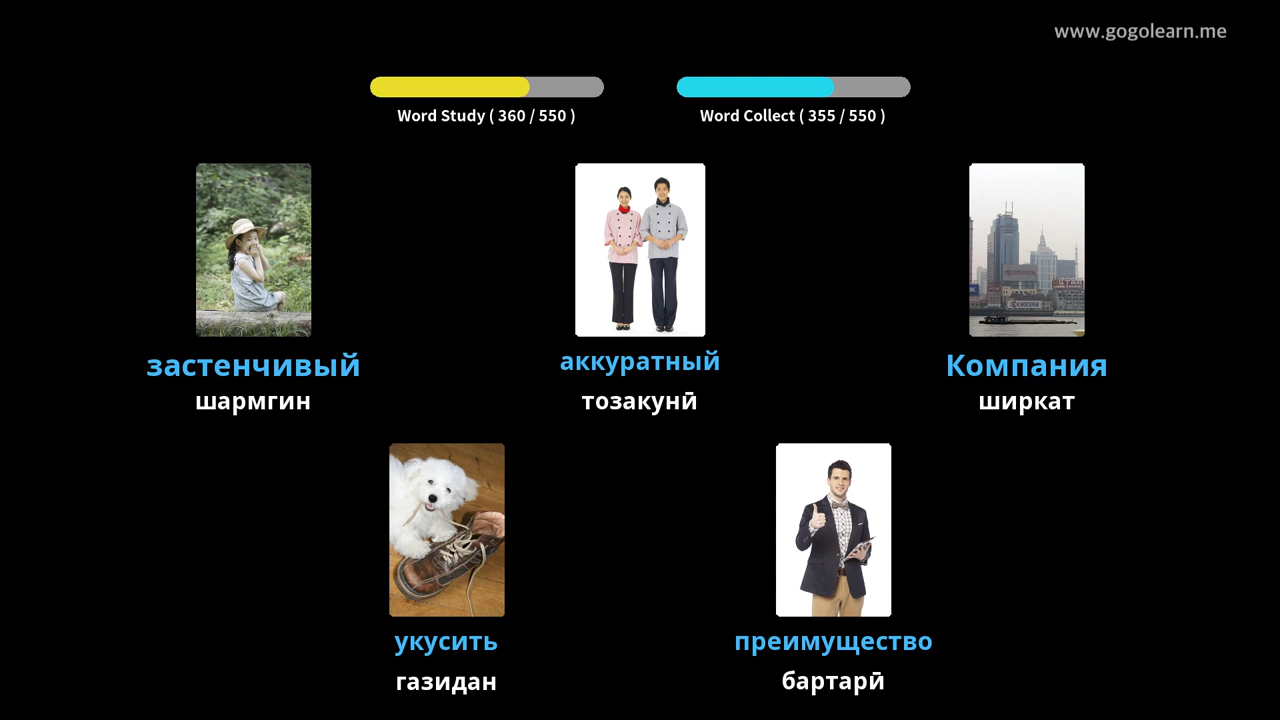 www.gogolearn.me
Word Study ( 360 / 550 )
Word Collect ( 355 / 550 )
застенчивый
шармгин
аккуратный
тозакунӣ
Компания
ширкат
укусить
газидан
преимущество
бартарӣ